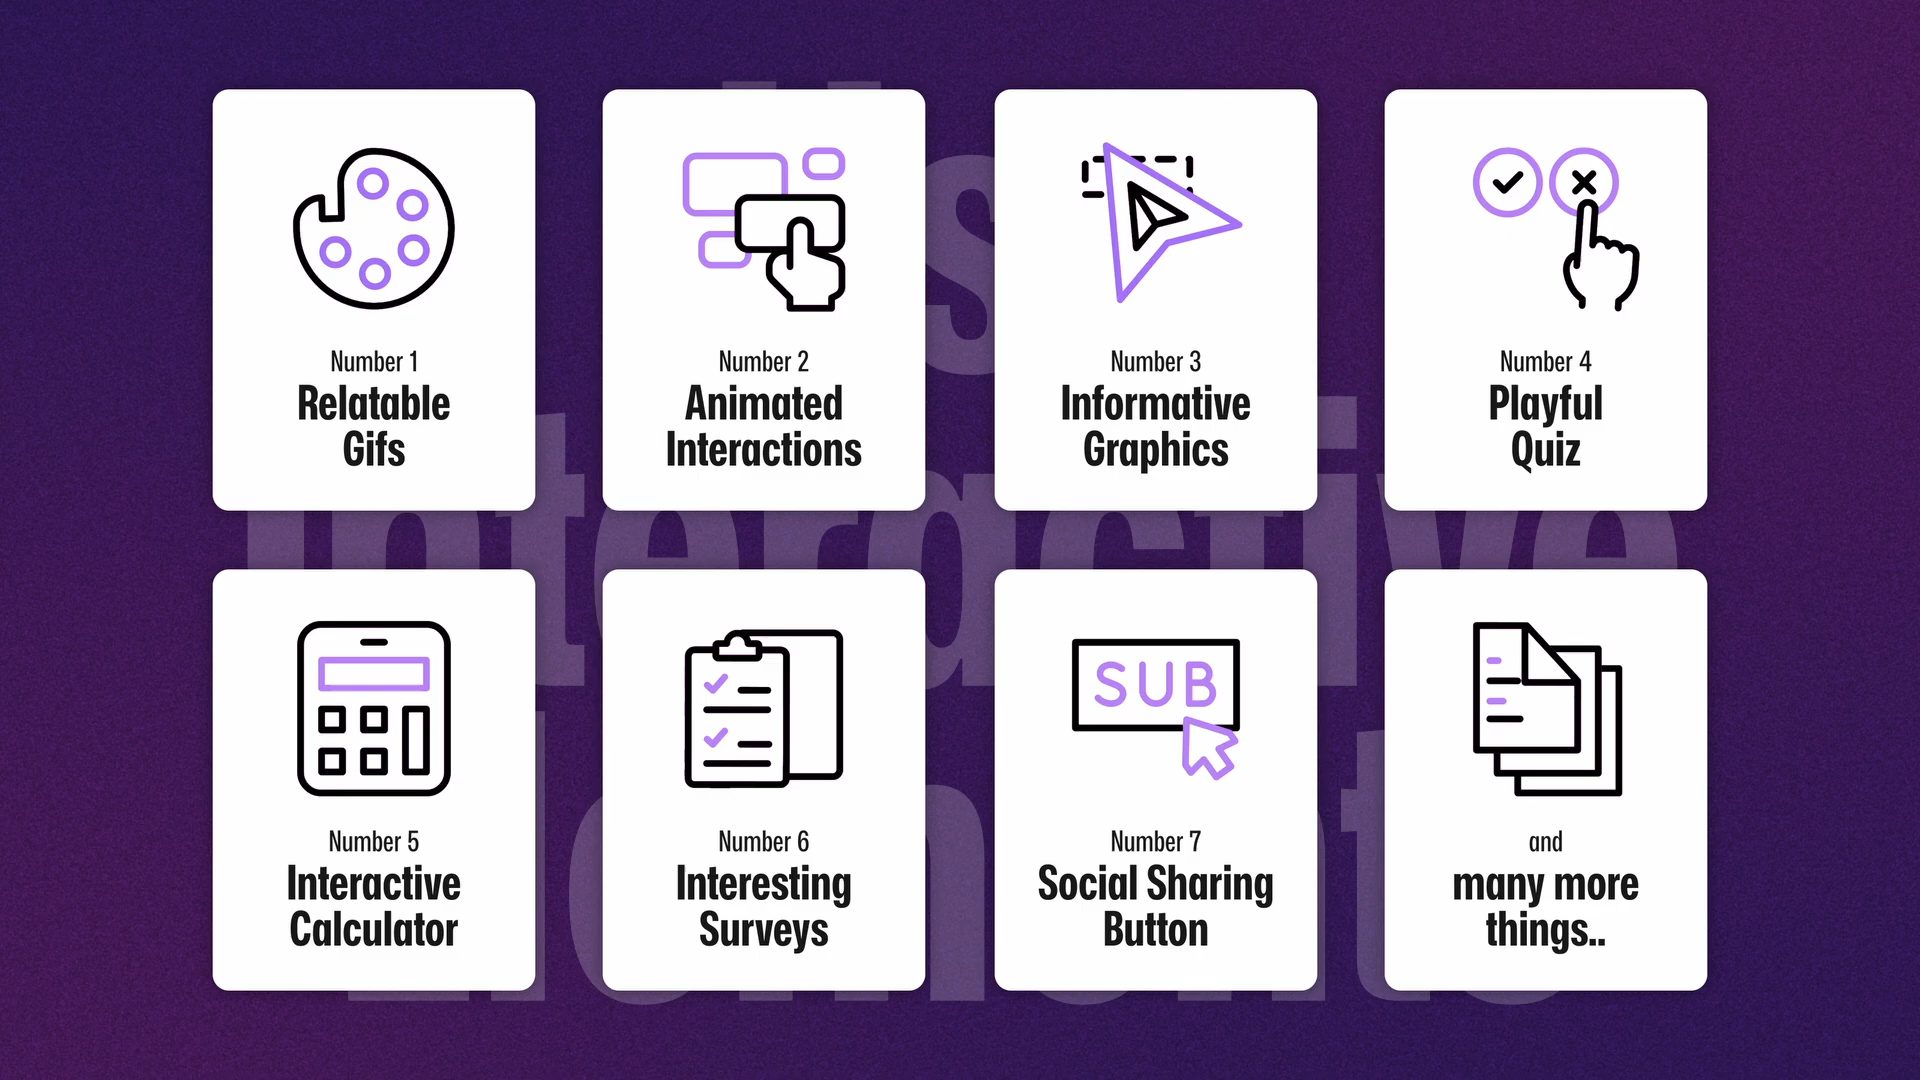 Number 1
Relatable
Gifs
Number 2
Animated
Interactions
Number 3
Informative
Graphics
Number 4
Playful
Quiz
Number 5
Interactive
Calculator
Number 6
Interesting
Surveys
SUB
Number 7
Social Sharing
Button
and
many more
things..